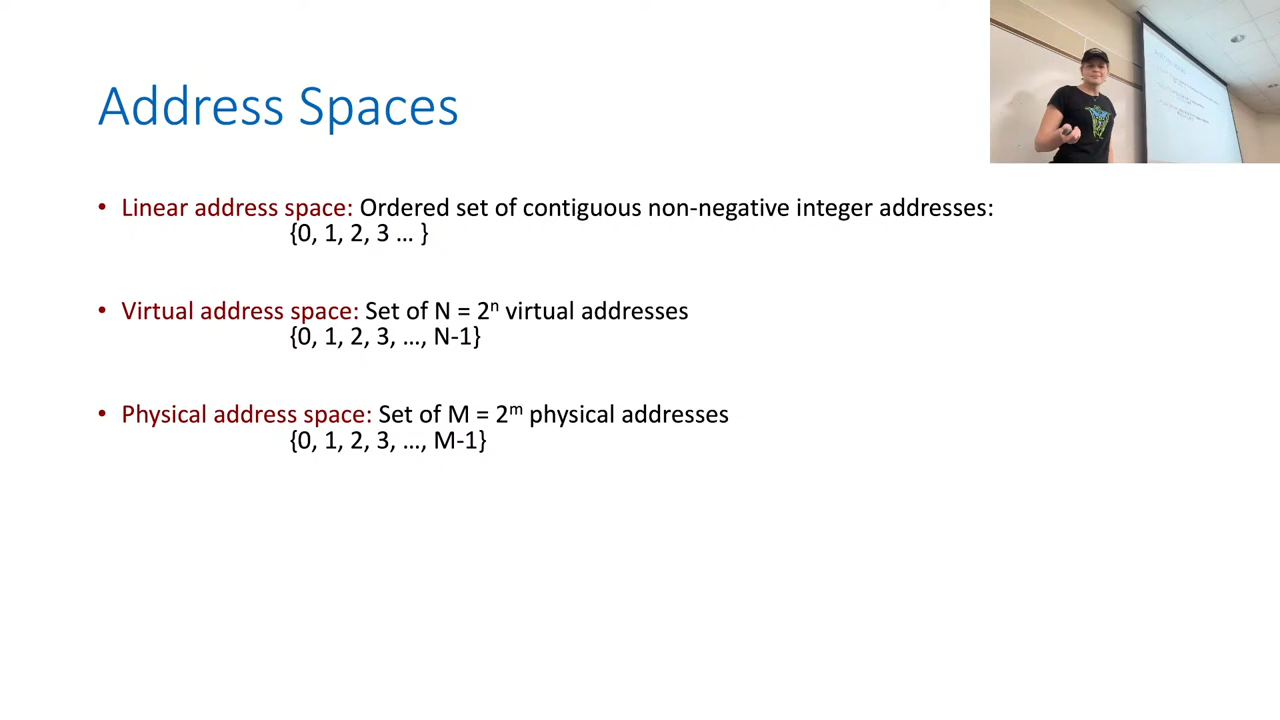 Address Spaces
• Linear address space: Ordered set of contiguous non-negative integer addresses:
{0, 1, 2, 3 … }
• Virtual address space: Set of N = 2ⁿ virtual addresses
{0, 1, 2, 3, …, N-1}
• Physical address space: Set of M = 2ᵐ physical addresses
{0, 1, 2, 3, …, M-1}